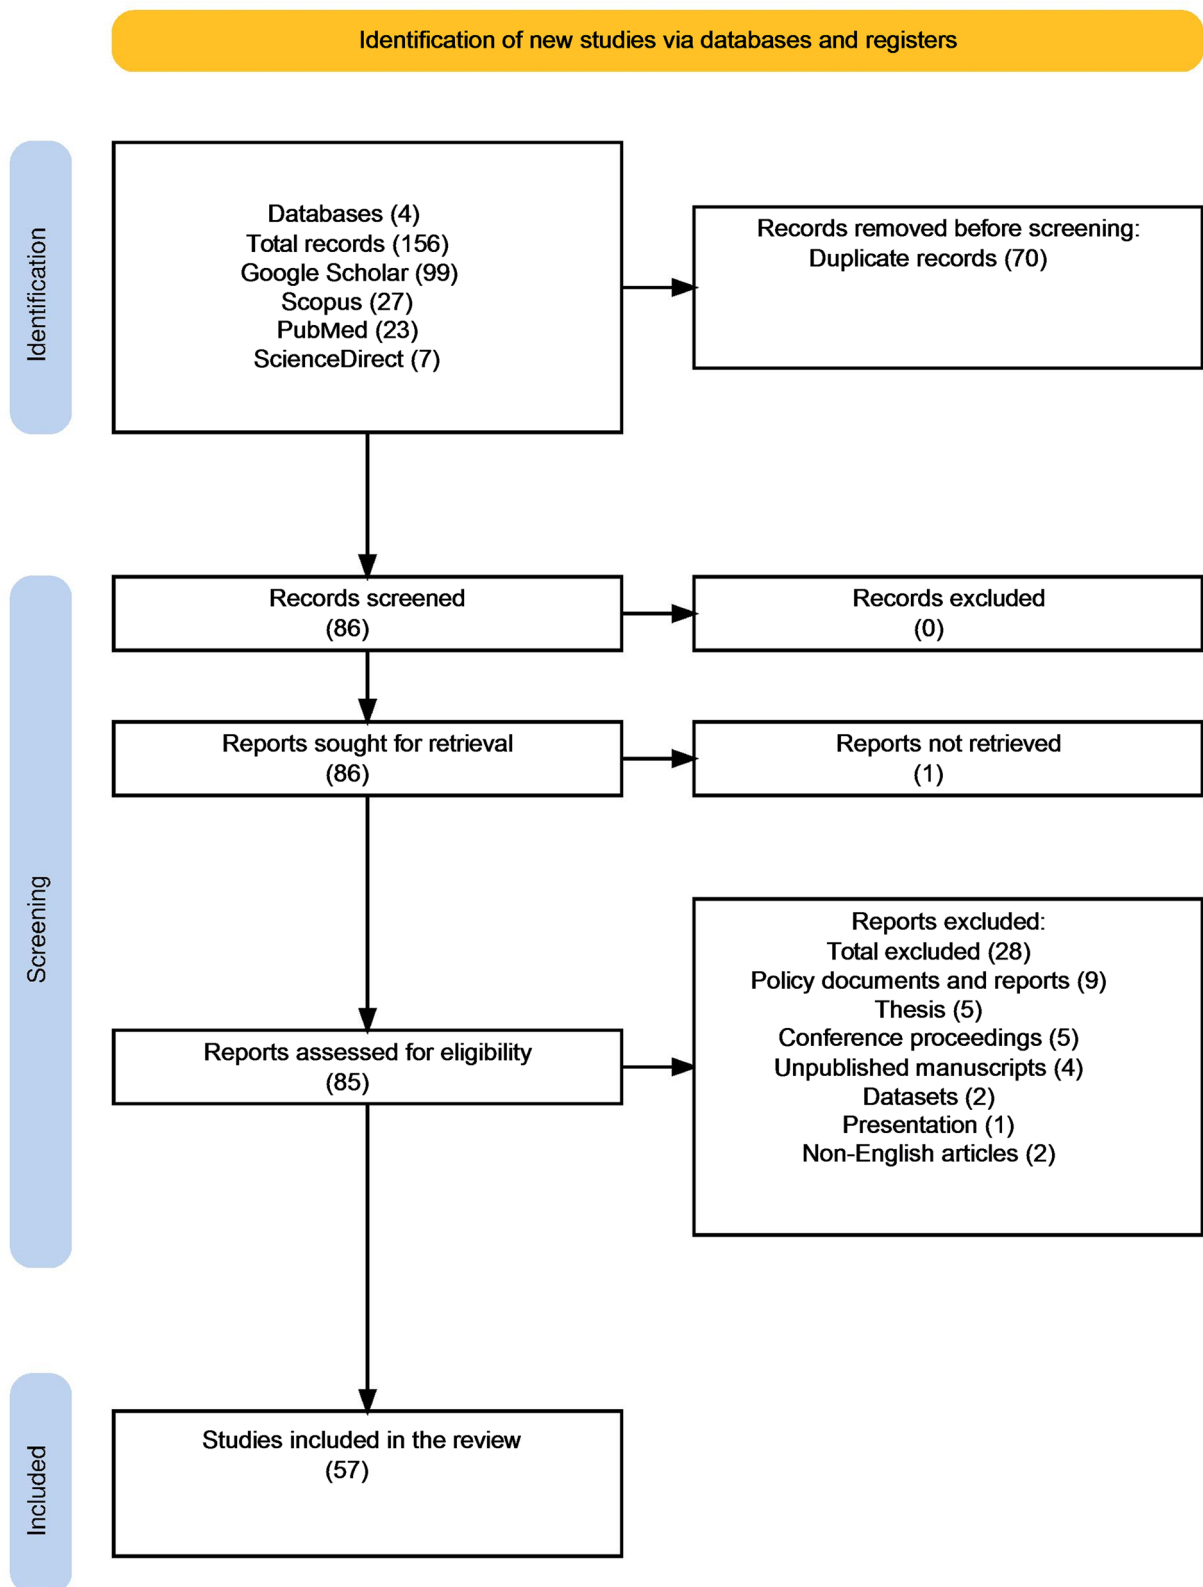 Identification of new studies via databases and registers
Identification
Databases (4)
Total records (156)
Google Scholar (99)
Scopus (27)
PubMed (23)
ScienceDirect (7)
Records removed before screening:
Duplicate records (70)
Screening
Records screened
(86)
Records excluded
(0)
Reports sought for retrieval
(86)
Reports not retrieved
(1)
Reports assessed for eligibility
(85)
Reports excluded:
Total excluded (28)
Policy documents and reports (9)
Thesis (5)
Conference proceedings (5)
Unpublished manuscripts (4)
Datasets (2)
Presentation (1)
Non-English articles (2)
Included
Studies included in the review
(57)